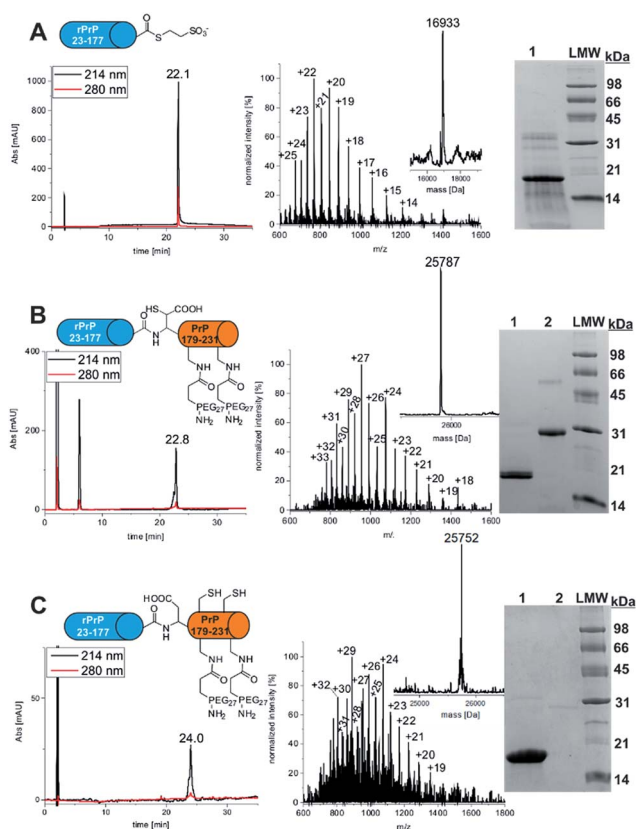 A
rPrP
23-177
O
S
SO₃⁻
214 nm
280 nm
22.1
1000
800
600
400
200
0
Abs [mAU]
0 10 20 30
time [min]
normalized intensity [%]
100
80
60
40
20
0
+25
+24
+23
+22
+21
+20
+19
+18
+17
+16
+15
+14
600 800 1000 1200 1400 1600
m/z
16933
16000 18000
mass [Da]
1 LMW kDa
98
66
45
31
21
14
B
rPrP
23-177
O
NH
HS
COOH
PrP
179-231
NH NH
O O
PEG₂₇ PEG₂₇
NH₂ NH₂
214 nm
280 nm
22.8
400
200
0
Abs [mAU]
0 10 20 30
time [min]
normalized intensity [%]
100
80
60
40
20
0
+33
+32
+31
+30
+29
+28
+27
+26
+25
+24
+23
+22
+21
+20
+19
+18
600 800 1000 1200 1400 1600
m/.
25787
26000
mass [Da]
1 2 LMW kDa
98
66
45
31
21
14
C
rPrP
23-177
O
NH
HOOC
SH SH
PrP
179-231
NH NH
O O
PEG₂₇ PEG₂₇
NH₂ NH₂
214 nm
280 nm
24.0
50
0
Abs [mAU]
0 10 20 30
time [min]
normalized intensity [%]
100
80
60
40
20
0
+32
+31
+30
+29
+28
+27
+26
+25
+24
+23
+22
+21
+20
+19
600 800 1000 1200 1400 1600 1800
m/z
25752
25000 26000
mass [Da]
1 2 LMW kDa
98
66
45
31
21
14